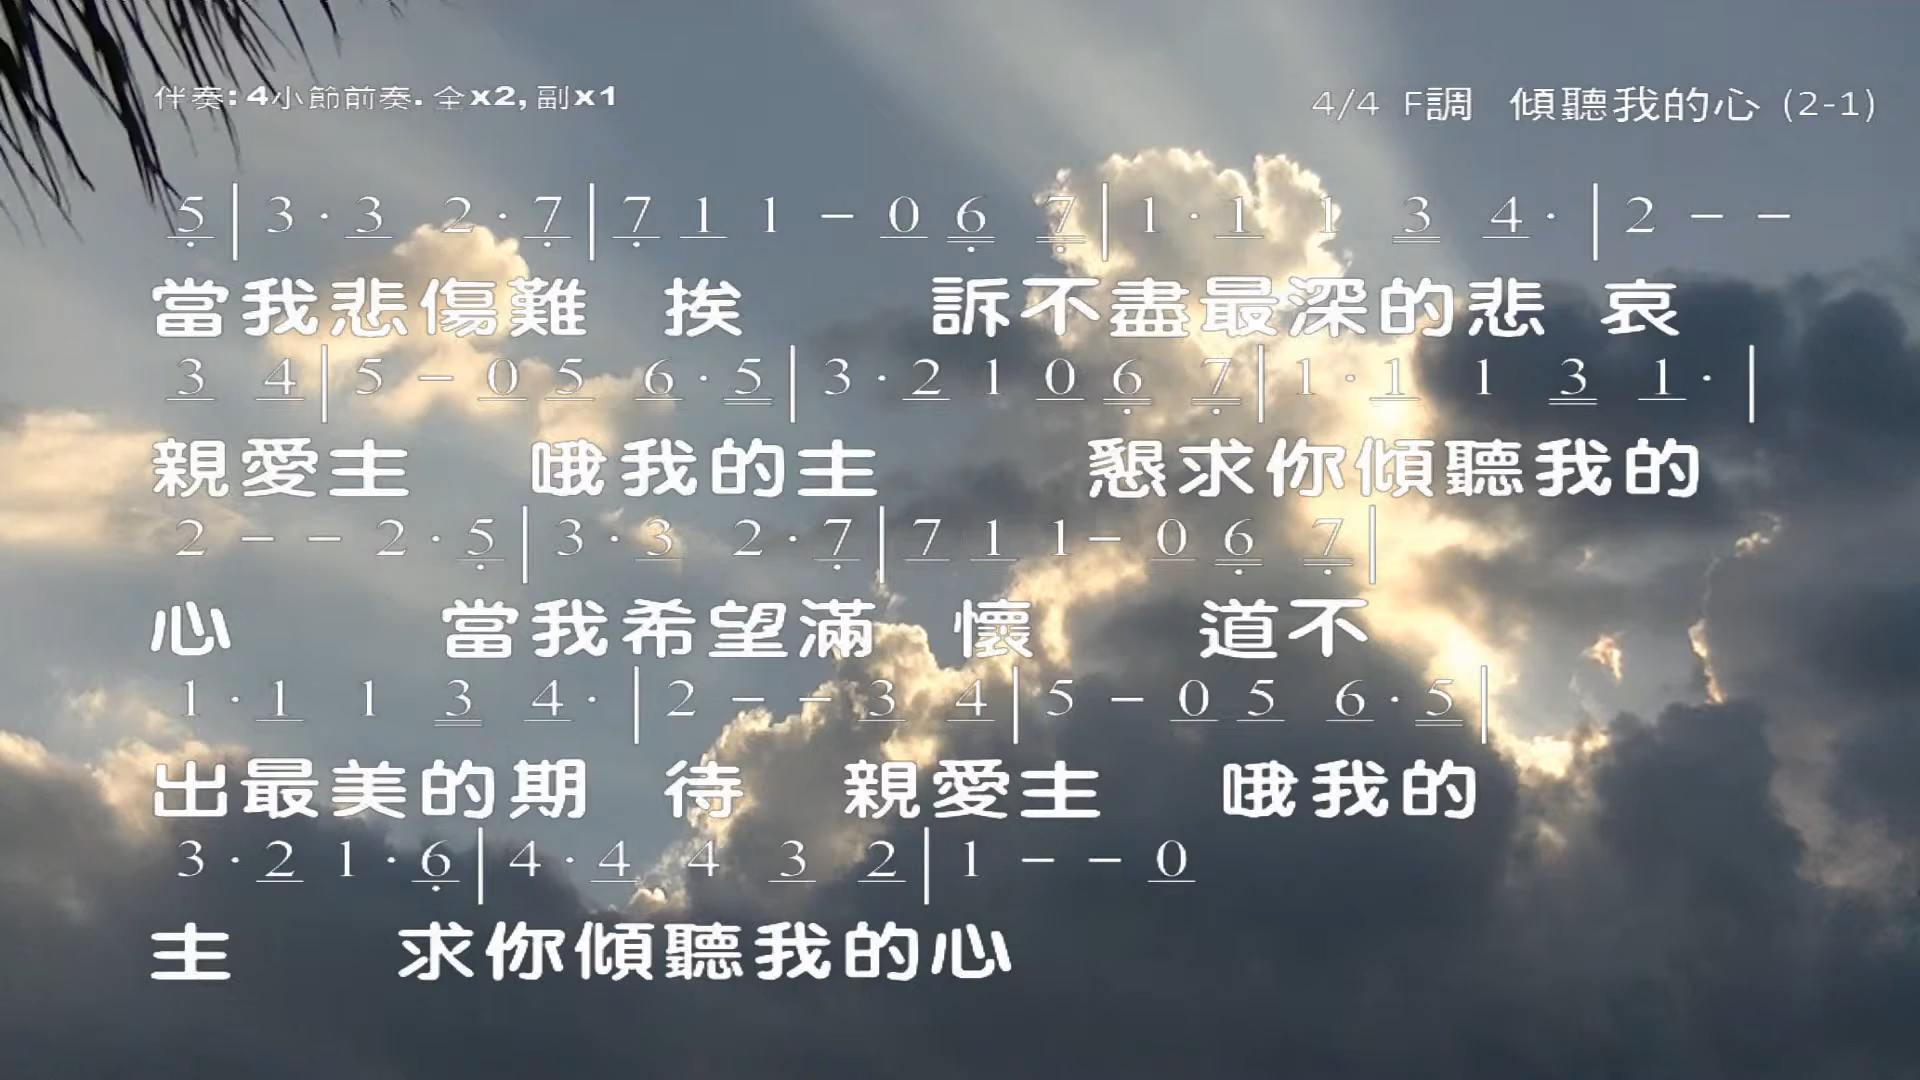 伴奏: 4小節前奏. 全x2, 副x1
4/4 F調 傾聽我的心 (2-1)
5 | 3 · 3 2 · 7 | 7 1 1 – 0 6 7 | 1 · 1 1 3 4 · | 2 – –
當我悲傷難 挨 訴不盡最深的悲 哀
3 4 | 5 – 0 5 6 · 5 | 3 · 2 1 0 6 7 | 1 · 1 1 3 1 · |
親愛主 哦我的主 懇求你傾聽我的
2 – – 2 · 5 | 3 · 3 2 · 7 | 7 1 1 – 0 6 7 |
心 當我希望滿 懷 道不
1 · 1 1 3 4 · | 2 – – 3 4 | 5 – 0 5 6 · 5 |
出最美的期 待 親愛主 哦我的
3 · 2 1 · 6 | 4 · 4 4 3 2 | 1 – – 0
主 求你傾聽我的心